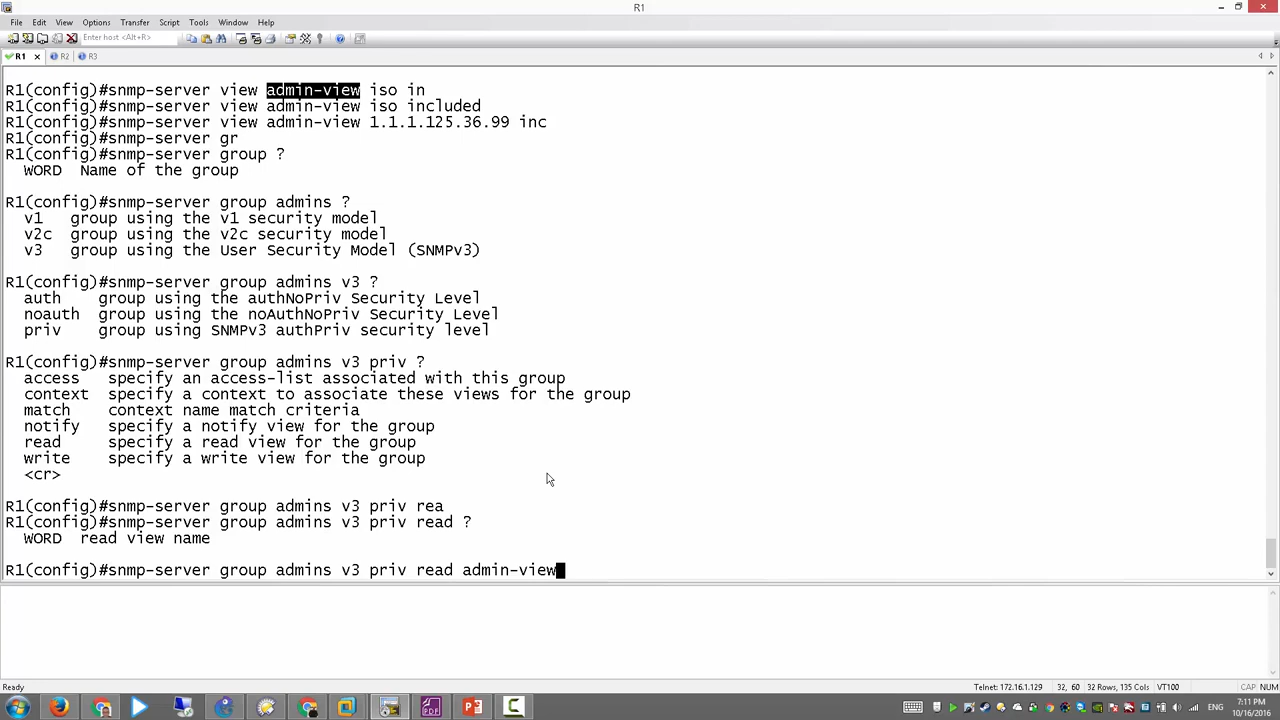 R1
File Edit View Options Transfer Script Tools Window Help
Enter host <Alt+R>
R1 R2 R3
R1(config)#snmp-server view admin-view iso in
R1(config)#snmp-server view admin-view iso included
R1(config)#snmp-server view admin-view 1.1.1.125.36.99 inc
R1(config)#snmp-server gr
R1(config)#snmp-server group ?
WORD Name of the group
R1(config)#snmp-server group admins ?
v1 group using the v1 security model
v2c group using the v2c security model
v3 group using the User Security Model (SNMPv3)
R1(config)#snmp-server group admins v3 ?
auth group using the authNoPriv Security Level
noauth group using the noAuthNoPriv Security Level
priv group using SNMPv3 authPriv security level
R1(config)#snmp-server group admins v3 priv ?
access specify an access-list associated with this group
context specify a context to associate these views for the group
match context name match criteria
notify specify a notify view for the group
read specify a read view for the group
write specify a write view for the group
<cr>
R1(config)#snmp-server group admins v3 priv rea
R1(config)#snmp-server group admins v3 priv read ?
WORD read view name
R1(config)#snmp-server group admins v3 priv read admin-view
Ready Telnet: 172.16.1.129 32, 60 32 Rows, 135 Cols VT100 CAP NUM
PDF
7:11 PM
10/16/2016